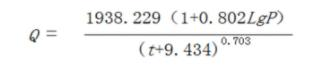 Q = 1938.229（1+0.802LgP） / (t+9.434)^0.703